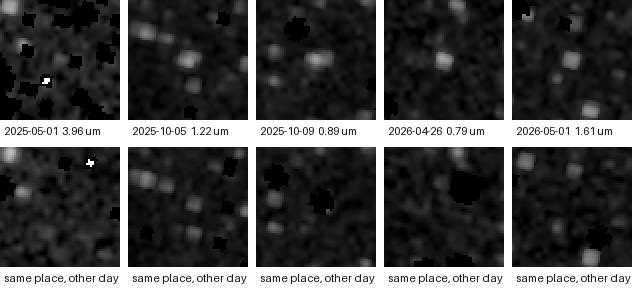 2025-05-01 3.96 um
2025-10-05 1.22 um
2025-10-09 0.89 um
2026-04-26 0.79 um
2026-05-01 1.61 um
same place, other day
same place, other day
same place, other day
same place, other day
same place, other day